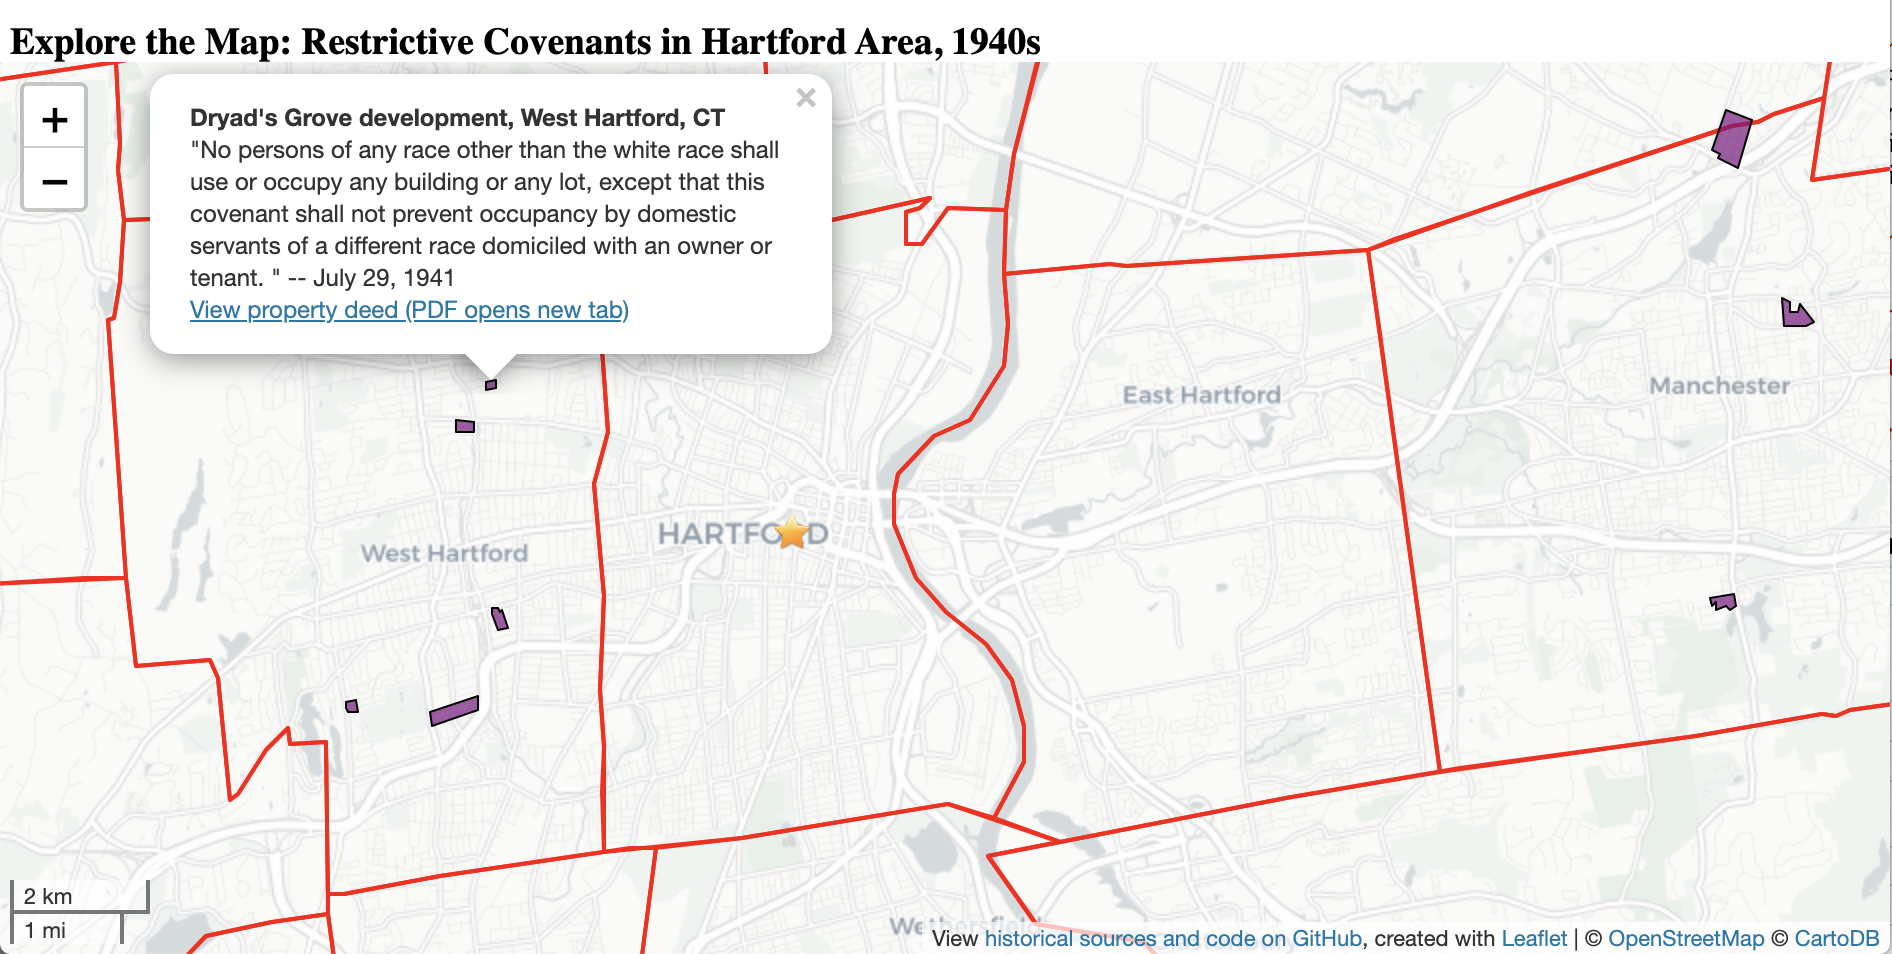 Explore the Map: Restrictive Covenants in Hartford Area, 1940s
+
−
×
Dryad's Grove development, West Hartford, CT
"No persons of any race other than the white race shall
use or occupy any building or any lot, except that this
covenant shall not prevent occupancy by domestic
servants of a different race domiciled with an owner or
tenant. " -- July 29, 1941
View property deed (PDF opens new tab)
East Hartford
Manchester
HARTFORD
West Hartford
2 km
1 mi
Wethersfield
View historical sources and code on GitHub, created with Leaflet | © OpenStreetMap © CartoDB